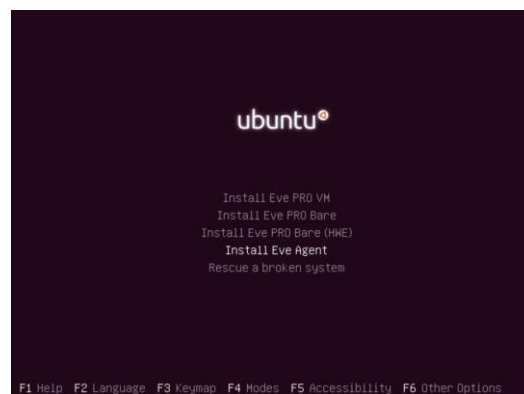 ubuntu
Install Eve PRO VM
Install Eve PRO Bare
Install Eve PRO Bare (HWE)
Install Eve Agent
Rescue a broken system
F1 Help F2 Language F3 Keymap F4 Modes F5 Accessibility F6 Other Options